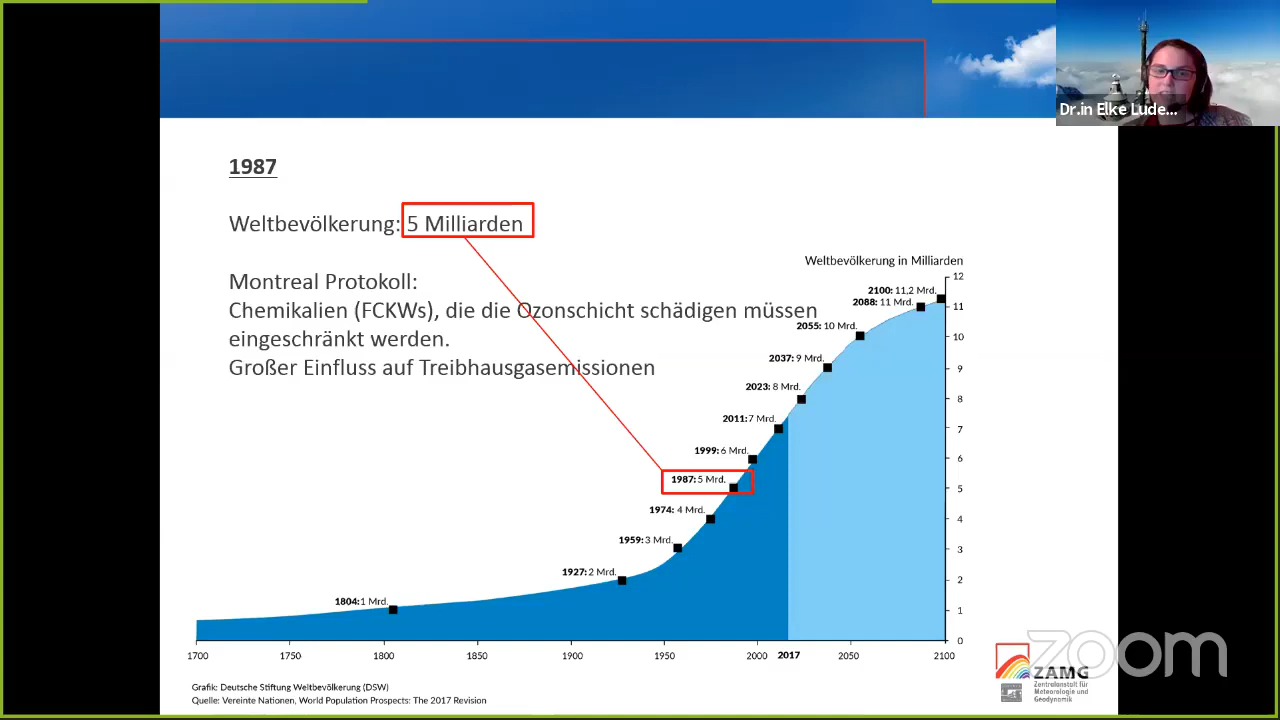 Dr.in Elke Lude...
1987
Weltbevölkerung: 5 Milliarden
Montreal Protokoll:
Chemikalien (FCKWs), die die Ozonschicht schädigen müssen
eingeschränkt werden.
Großer Einfluss auf Treibhausgasemissionen
Weltbevölkerung in Milliarden
12
2100: 11,2 Mrd.
2088: 11 Mrd.
11
2055: 10 Mrd.
10
2037: 9 Mrd.
9
2023: 8 Mrd.
8
2011: 7 Mrd.
7
1999: 6 Mrd.
6
1987: 5 Mrd.
5
1974: 4 Mrd.
4
1959: 3 Mrd.
3
1927: 2 Mrd.
2
1804: 1 Mrd.
1
0
1700 1750 1800 1850 1900 1950 2000 2017 2050 2100
Grafik: Deutsche Stiftung Weltbevölkerung (DSW)
Quelle: Vereinte Nationen, World Population Prospects: The 2017 Revision
zoom
ZAMG
Zentralanstalt für
Meteorologie und
Geodynamik